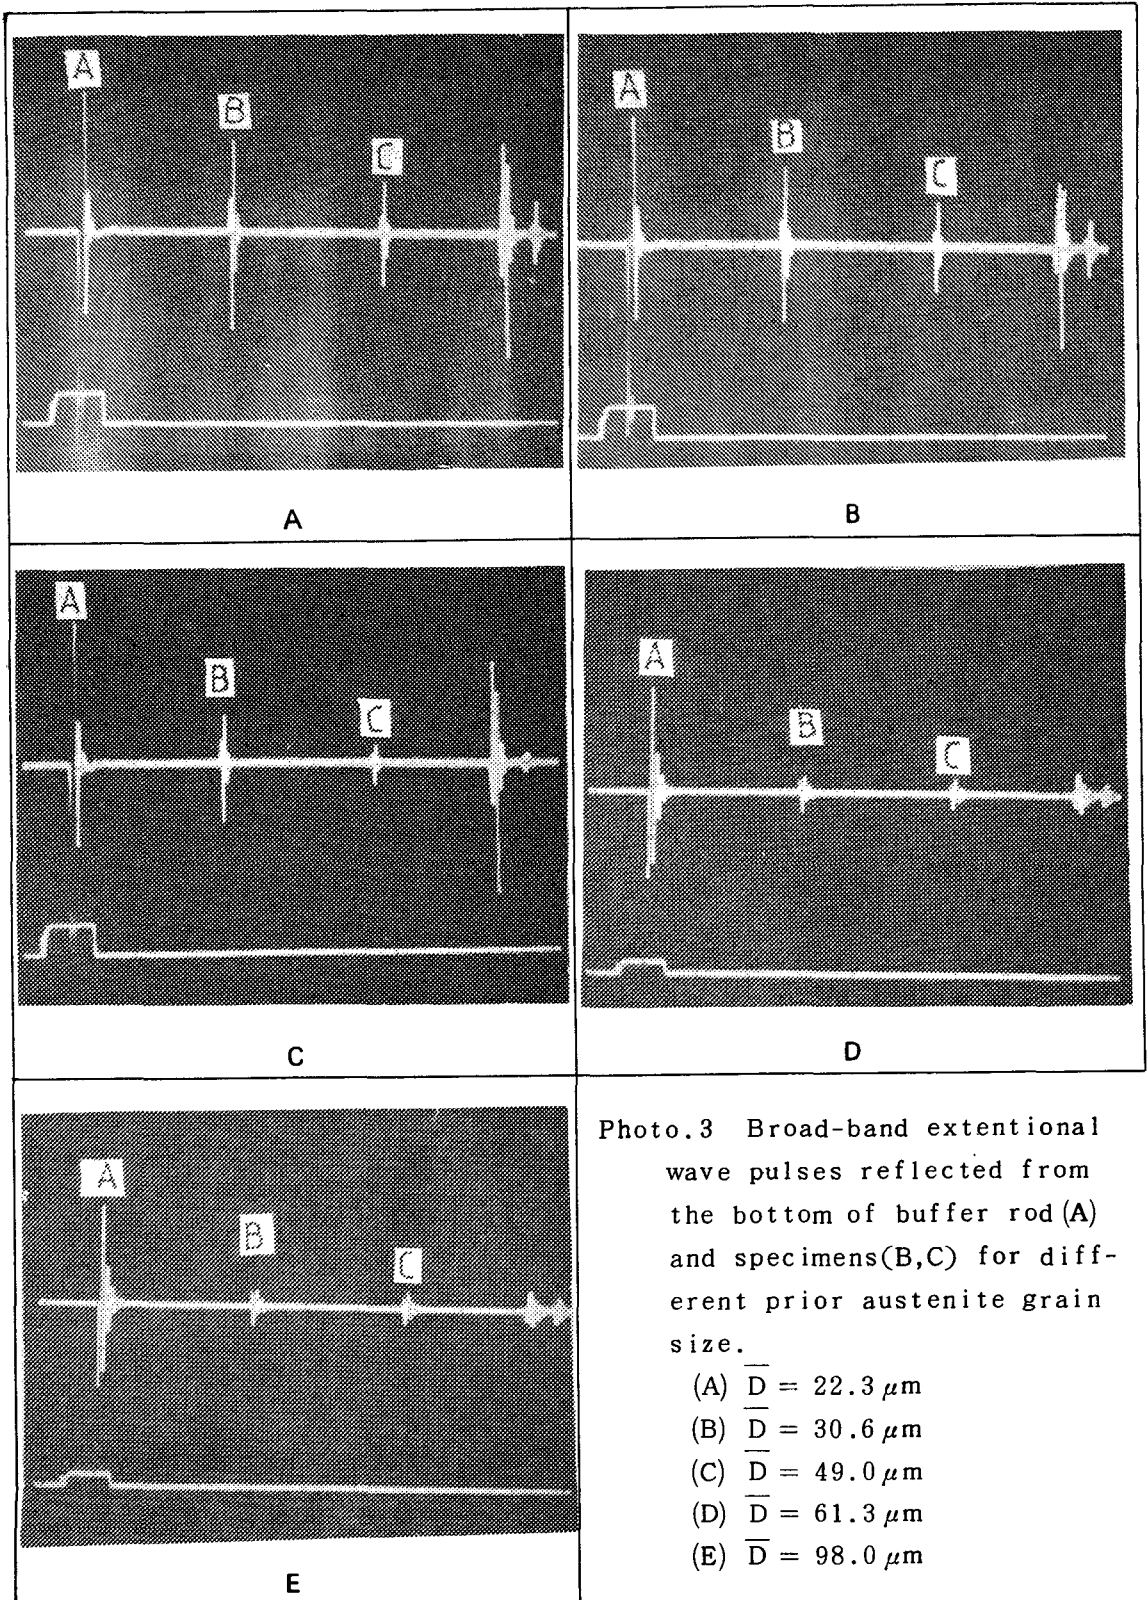 A
B
C
A
A
B
C
B
A
B
C
C
A
B
C
D
A
B
C
E
Photo.3 Broad-band extentional
wave pulses reflected from
the bottom of buffer rod (A)
and specimens(B,C) for diff-
erent prior austenite grain
size.
(A) D̅ = 22.3 μm
(B) D̅ = 30.6 μm
(C) D̅ = 49.0 μm
(D) D̅ = 61.3 μm
(E) D̅ = 98.0 μm